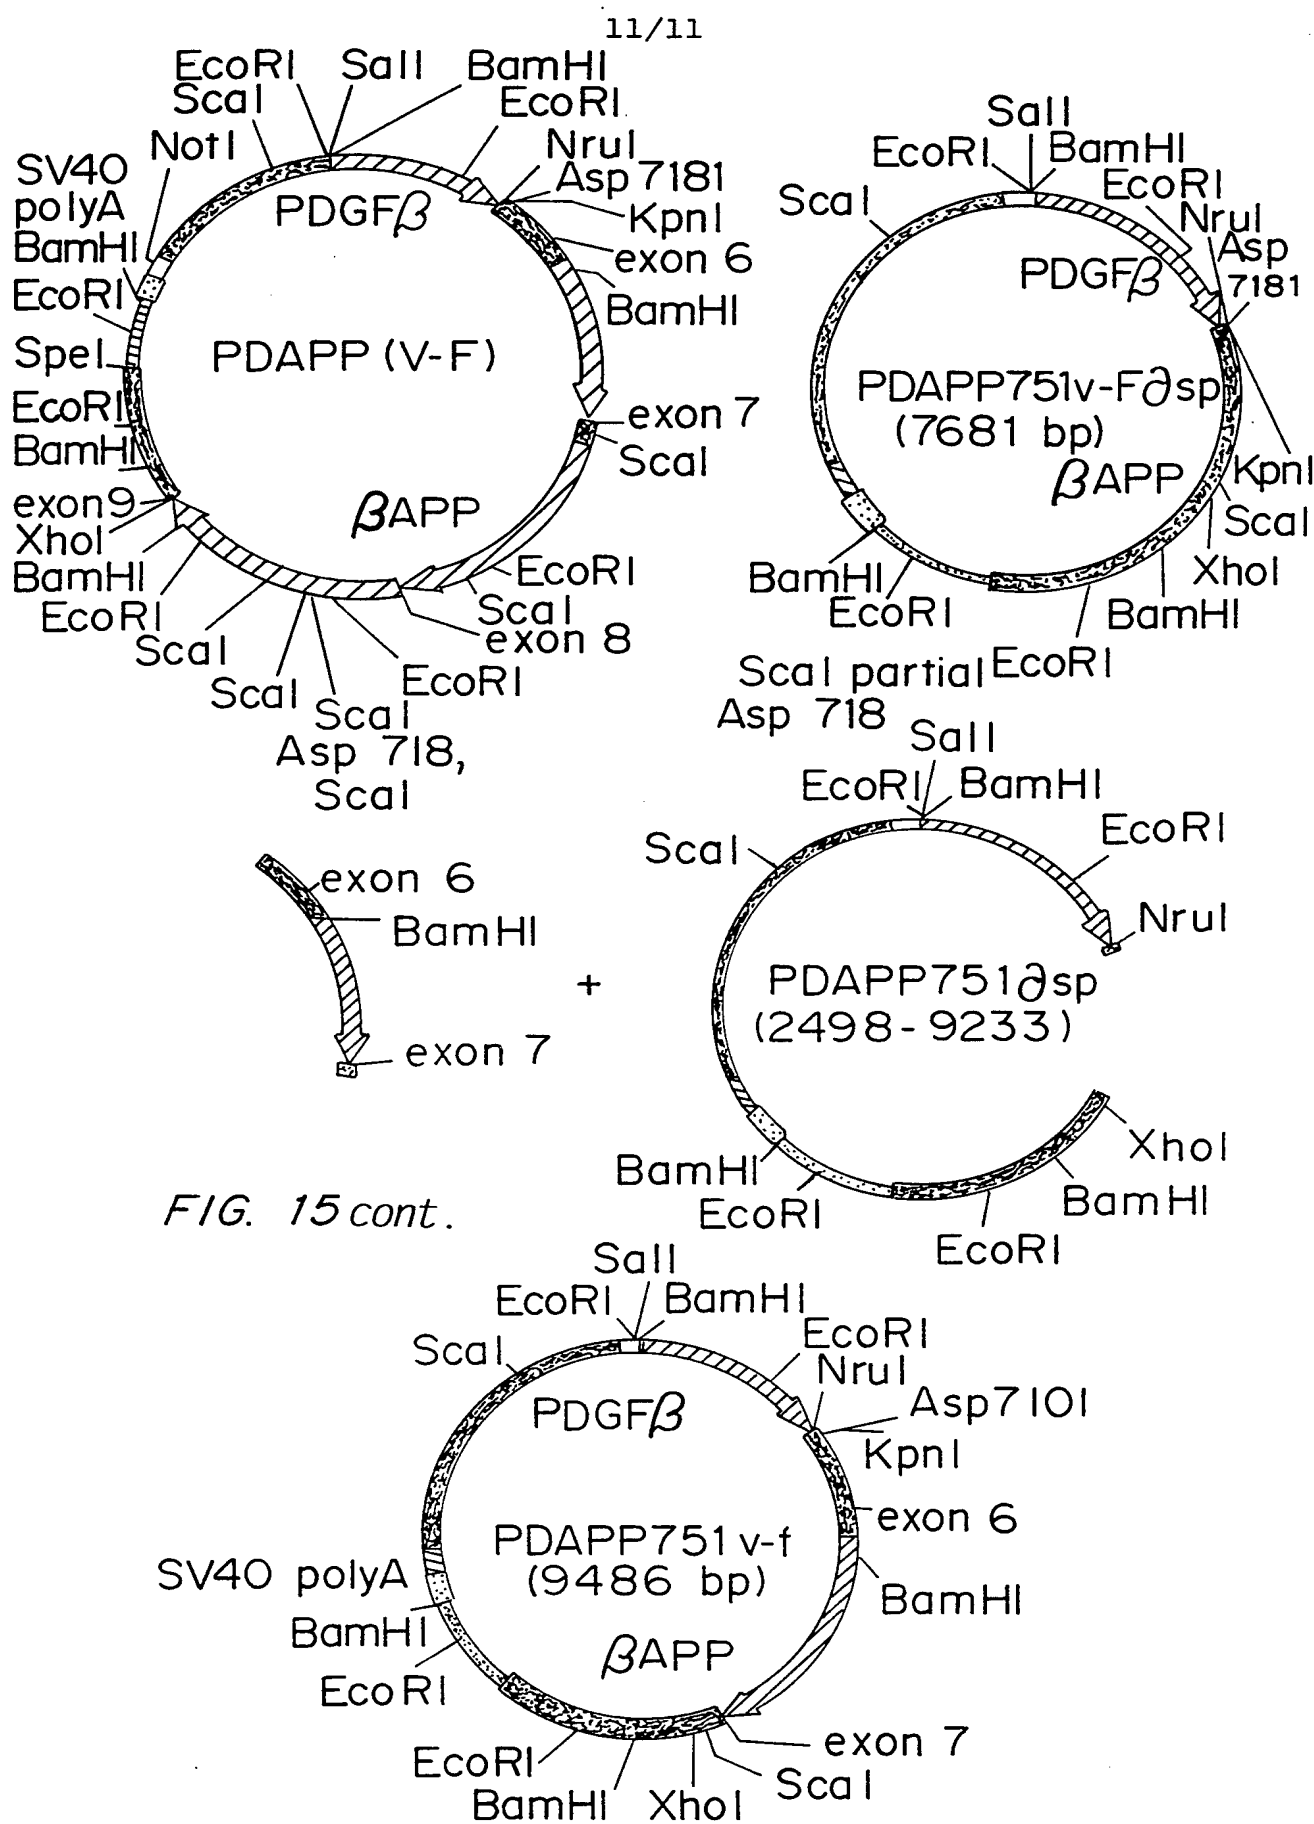 11/11
EcoRI
SalI
BamHI
ScaI
EcoRI
NotI
NruI
SV40
polyA
Asp 7181
KpnI
PDGFβ
BamHI
exon 6
EcoRI
BamHI
SpeI
PDAPP (V-F)
EcoRI
exon 7
BamHI
ScaI
exon 9
βAPP
XhoI
BamHI
EcoRI
EcoRI
ScaI
ScaI
exon 8
ScaI
EcoRI
ScaI
Asp 718,
ScaI
SalI
EcoRI
BamHI
EcoRI
ScaI
NruI
Asp
7181
PDGFβ
PDAPP751v-F∂sp
(7681 bp)
βAPP
KpnI
ScaI
XhoI
BamHI
EcoRI
BamHI
EcoRI
ScaI partial
Asp 718
SalI
EcoRI
BamHI
EcoRI
ScaI
NruI
exon 6
BamHI
+
PDAPP751∂sp
(2498-9233)
exon 7
XhoI
BamHI
BamHI
EcoRI
EcoRI
FIG. 15 cont.
SalI
EcoRI
BamHI
EcoRI
ScaI
NruI
Asp7101
PDGFβ
KpnI
exon 6
PDAPP751 v-f
(9486 bp)
SV40 polyA
BamHI
BamHI
βAPP
EcoRI
exon 7
EcoRI
ScaI
BamHI
XhoI